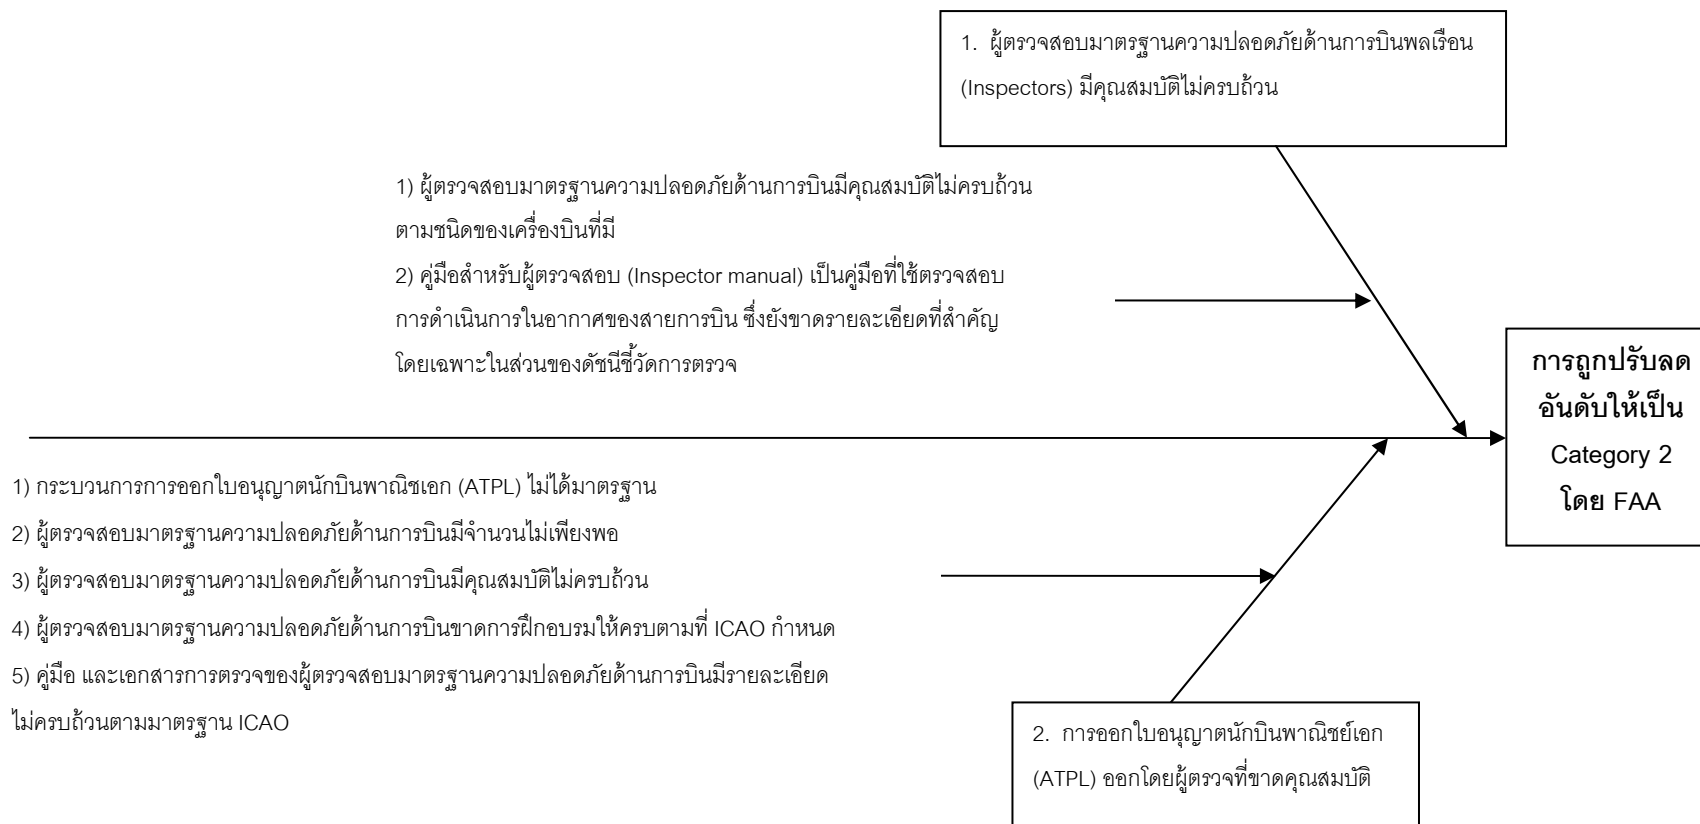 1. ผู้ตรวจสอบมาตรฐานความปลอดภัยด้านการบินพลเรือน
(Inspectors) มีคุณสมบัติไม่ครบถ้วน
1) ผู้ตรวจสอบมาตรฐานความปลอดภัยด้านการบินมีคุณสมบัติไม่ครบถ้วน
ตามชนิดของเครื่องบินที่มี
2) คู่มือสำหรับผู้ตรวจสอบ (Inspector manual) เป็นคู่มือที่ใช้ตรวจสอบ
การดำเนินการในอากาศของสายการบิน ซึ่งยังขาดรายละเอียดที่สำคัญ
โดยเฉพาะในส่วนของดัชนีชี้วัดการตรวจ
การถูกปรับลด
อันดับให้เป็น
Category 2
โดย FAA
1) กระบวนการการออกใบอนุญาตนักบินพาณิชเอก (ATPL) ไม่ได้มาตรฐาน
2) ผู้ตรวจสอบมาตรฐานความปลอดภัยด้านการบินมีจำนวนไม่เพียงพอ
3) ผู้ตรวจสอบมาตรฐานความปลอดภัยด้านการบินมีคุณสมบัติไม่ครบถ้วน
4) ผู้ตรวจสอบมาตรฐานความปลอดภัยด้านการบินขาดการฝึกอบรมให้ครบตามที่ ICAO กำหนด
5) คู่มือ และเอกสารการตรวจของผู้ตรวจสอบมาตรฐานความปลอดภัยด้านการบินมีรายละเอียด
ไม่ครบถ้วนตามมาตรฐาน ICAO
2. การออกใบอนุญาตนักบินพาณิชย์เอก
(ATPL) ออกโดยผู้ตรวจที่ขาดคุณสมบัติ